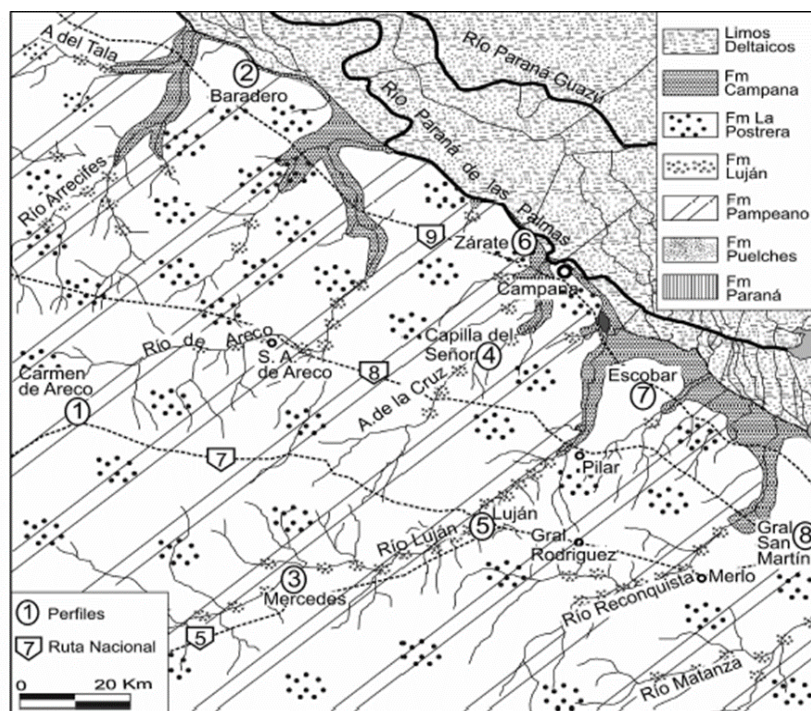 A del Tala
2
Baradero
Río Arrecifes
Río Paraná Guazú
Río Paraná de las Palmas
9
Zárate 6
Campana
Capilla del
Señor 4
Río de Areco
S. A.
de Areco
8
Carmen
de Areco
1
7
A. de la Cruz
Escobar
7
Pilar
Luján
5
Río Luján
Gral
Rodriguez
Gral
San
Martín
8
3
Mercedes
5
Merlo
Río Reconquista
Río Matanza
Limos
Deltaicos
Fm
Campana
Fm La
Postrera
Fm
Luján
Fm
Pampeano
Fm
Puelches
Fm
Paraná
1 Perfiles
7 Ruta Nacional
0 20 Km